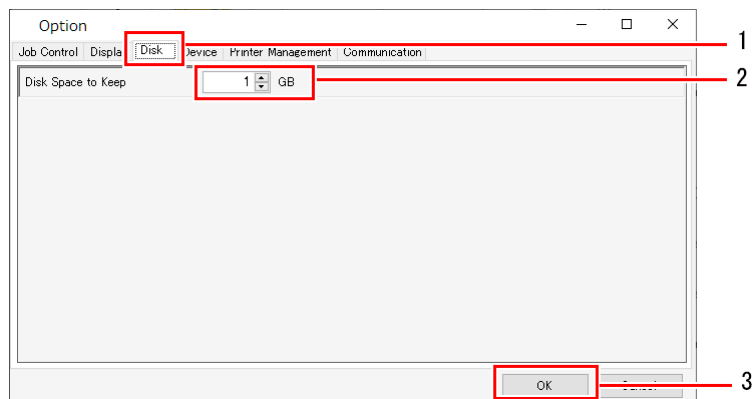 Option
Job Control Displa Disk Device Printer Management Communication
1
Disk Space to Keep 1 GB
2
OK
3